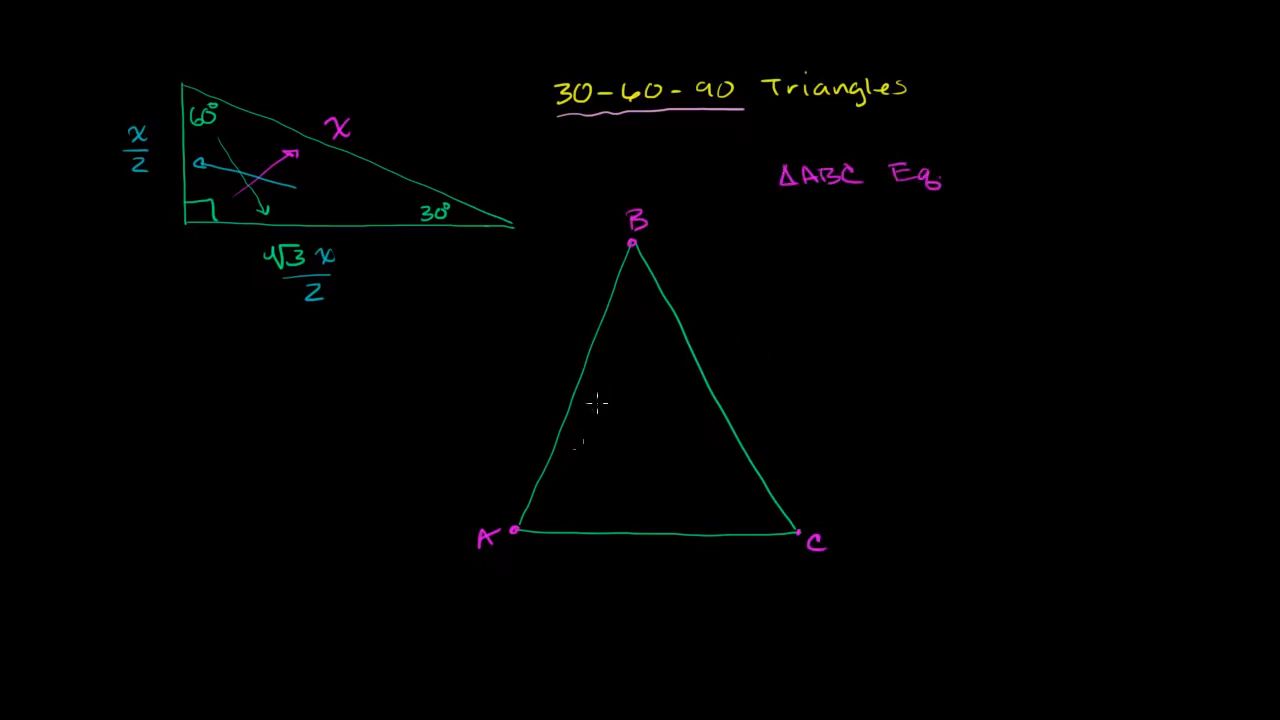 30-60-90 Triangles
60°
x
x/2
30°
√3 x/2
ΔABC Eq.
B
A
C